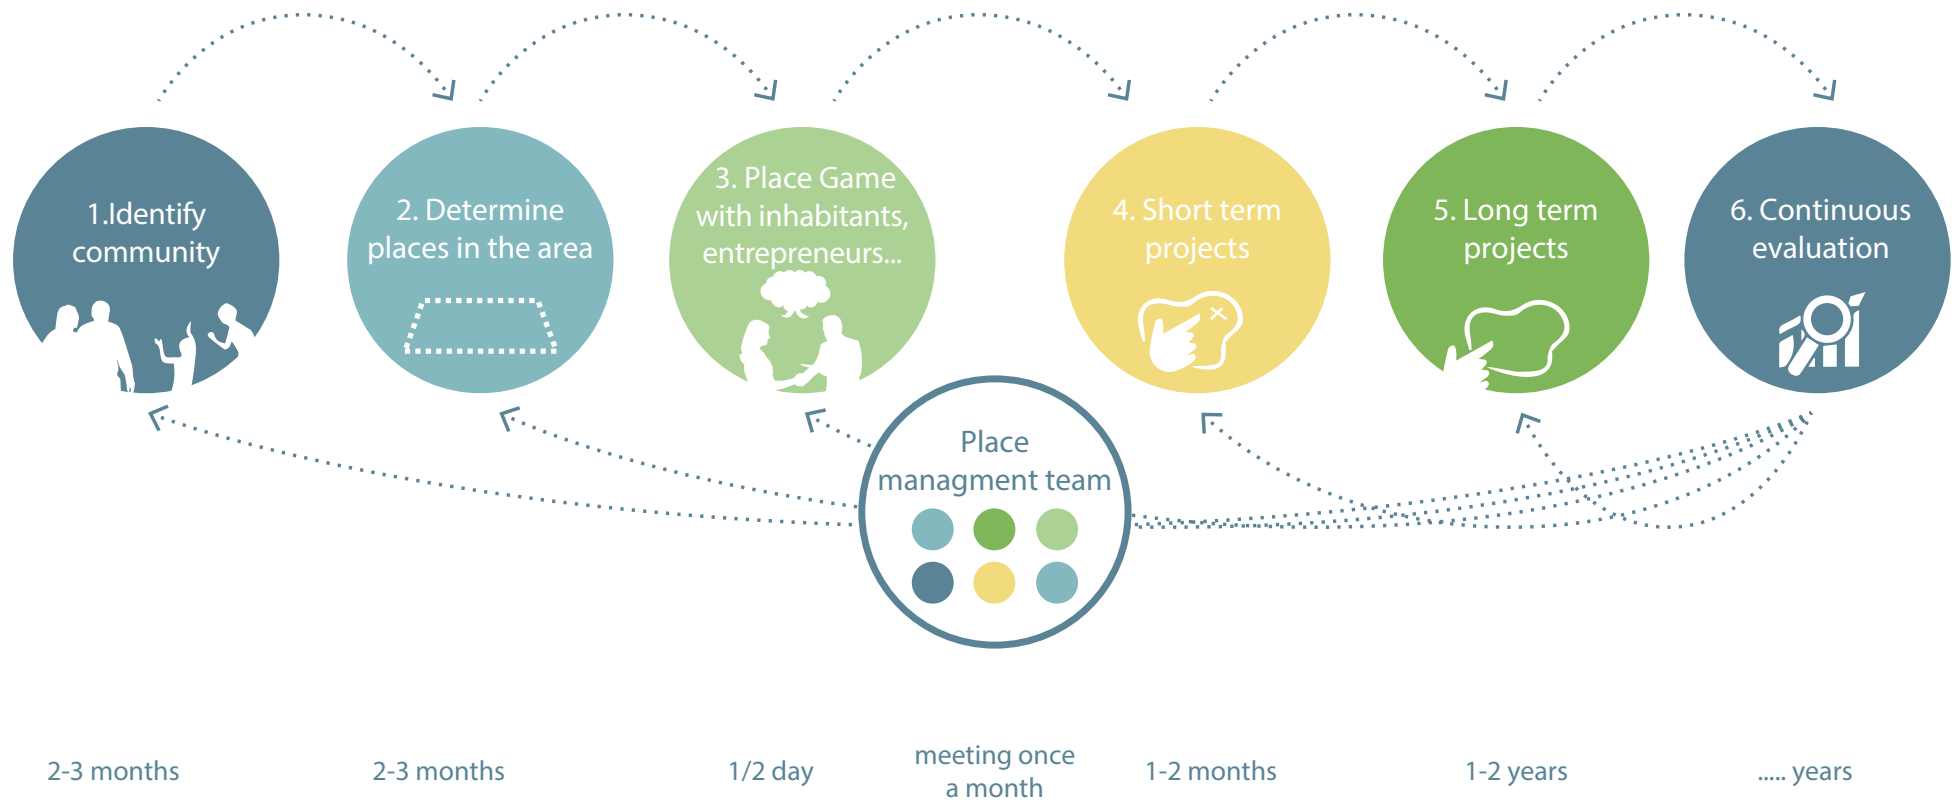 1.Identify
community
2. Determine
places in the area
3. Place Game
with inhabitants,
entrepreneurs...
4. Short term
projects
5. Long term
projects
6. Continuous
evaluation
Place
managment team
2-3 months
2-3 months
1/2 day
meeting once
a month
1-2 months
1-2 years
..... years